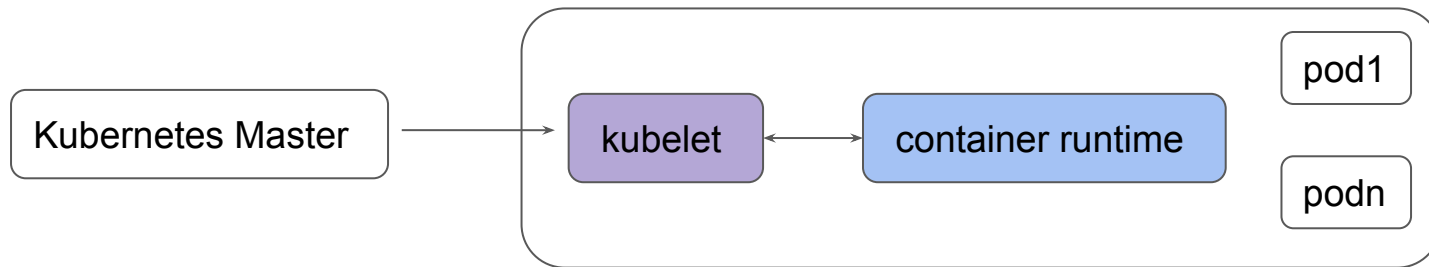 Kubernetes Master
kubelet
container runtime
pod1
podn